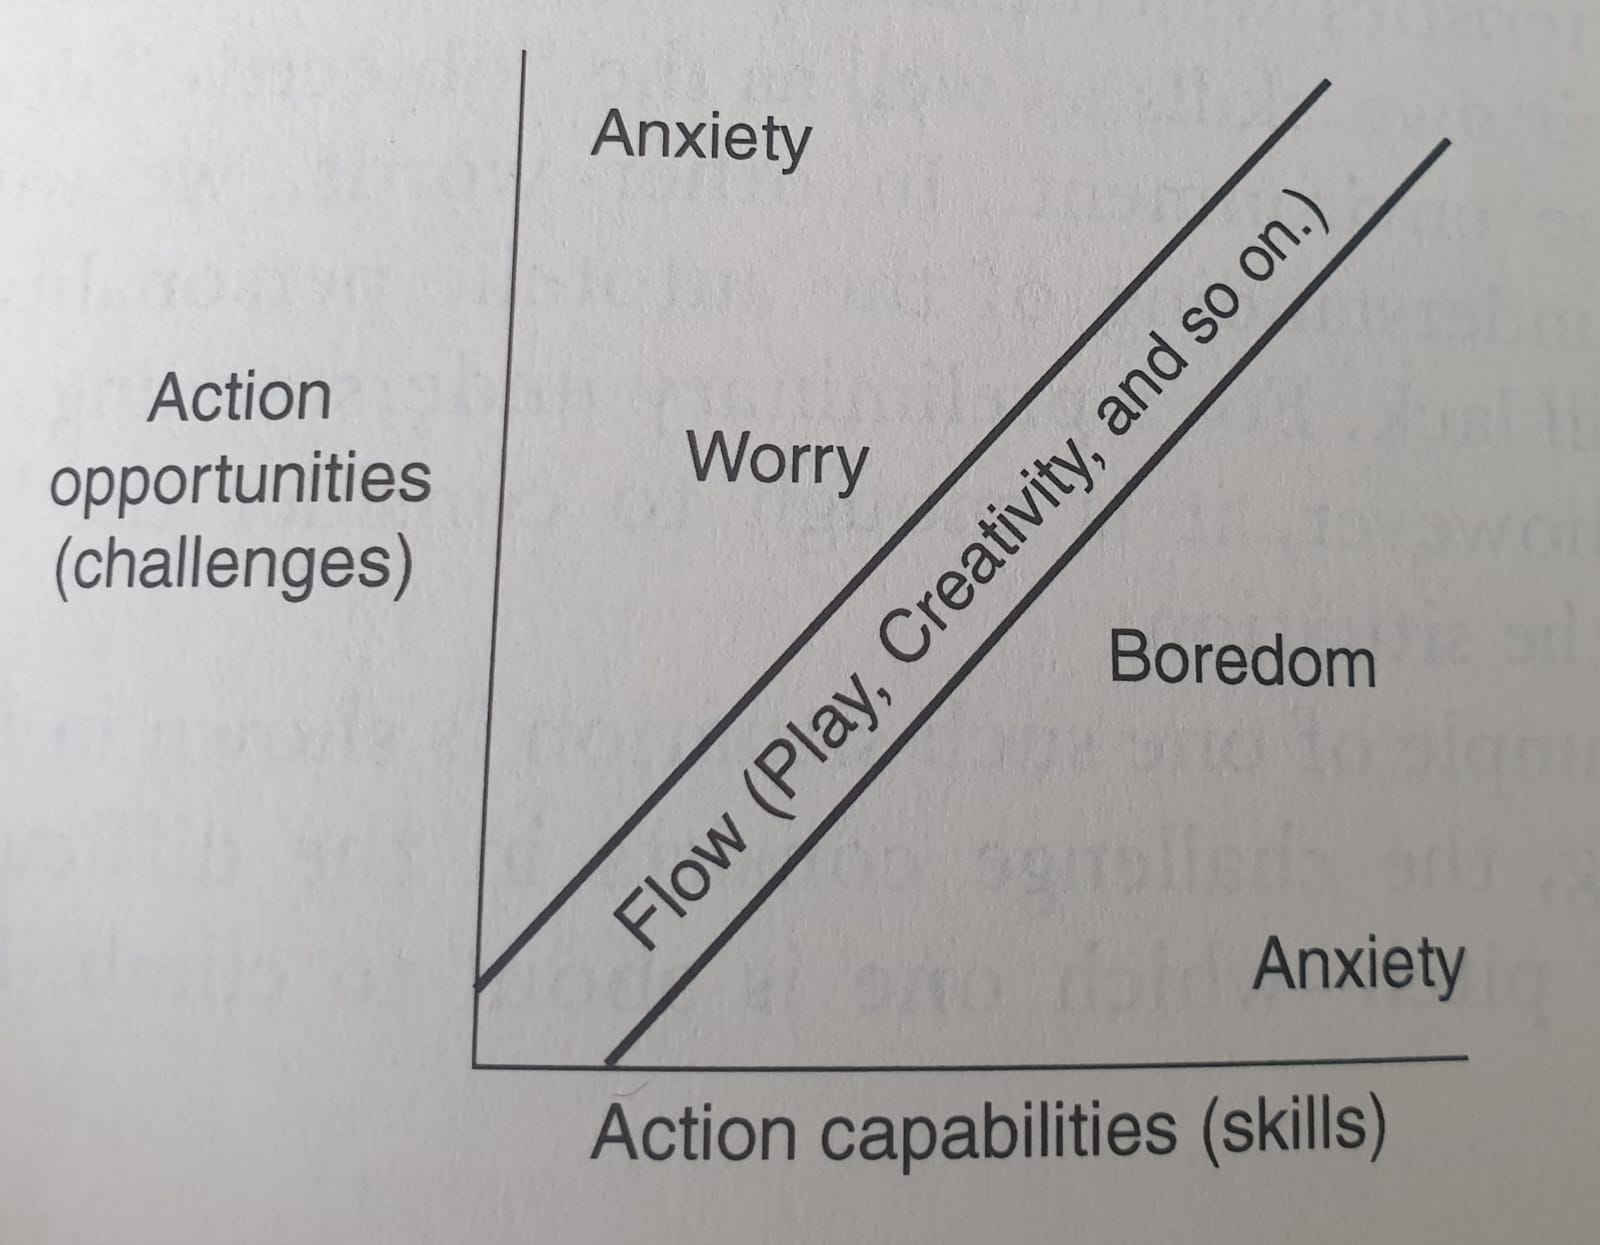 Anxiety
Action
opportunities
(challenges)
Worry
Flow (Play, Creativity, and so on.)
Boredom
Anxiety
Action capabilities (skills)